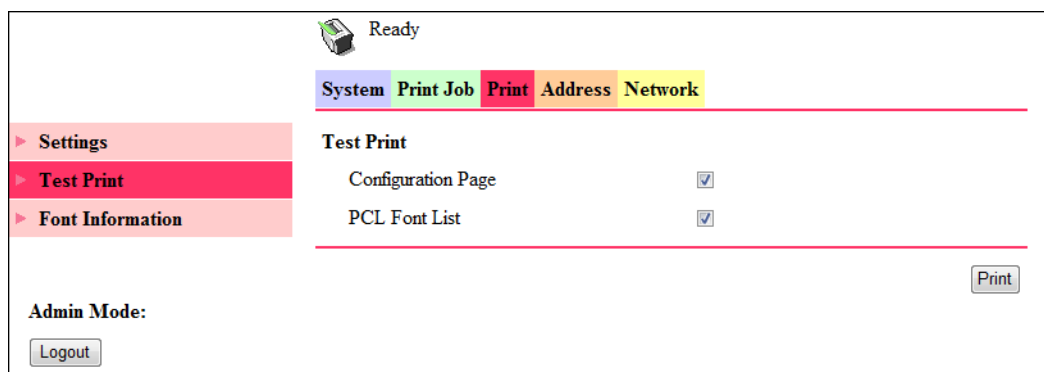 Ready
System Print Job Print Address Network
Settings
Test Print
Font Information
Test Print
Configuration Page
PCL Font List
Print
Admin Mode:
Logout